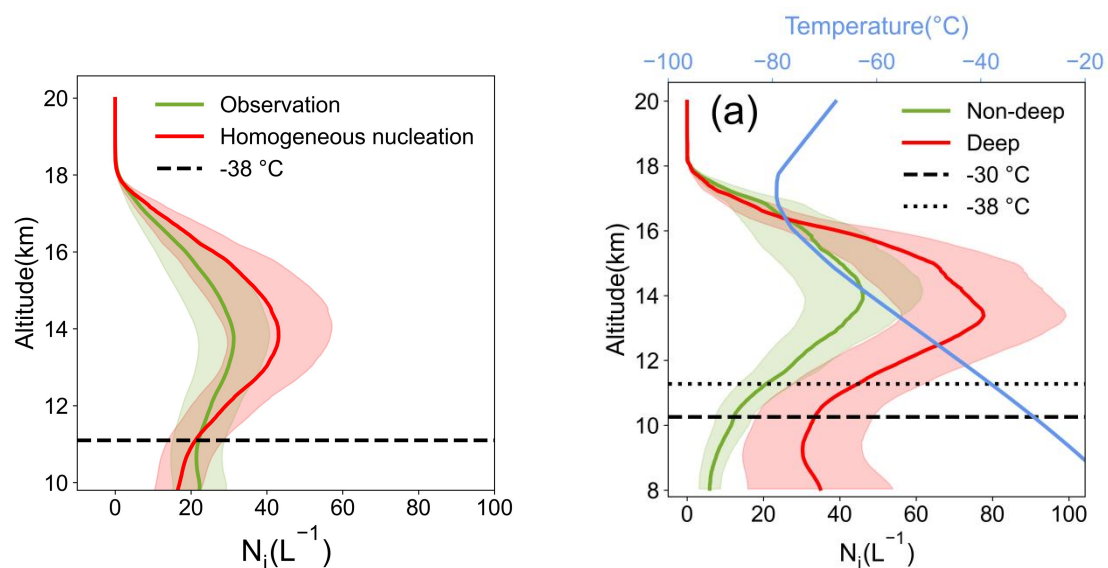 20
18
16
14
12
10
Altitude(km)
Observation
Homogeneous nucleation
-38 °C
0 20 40 60 80 100
Nᵢ(L⁻¹)
Temperature(°C)
−100 −80 −60 −40 −20
(a)
20
18
16
14
12
10
8
Altitude(km)
Non-deep
Deep
-30 °C
-38 °C
0 20 40 60 80 100
Nᵢ(L⁻¹)